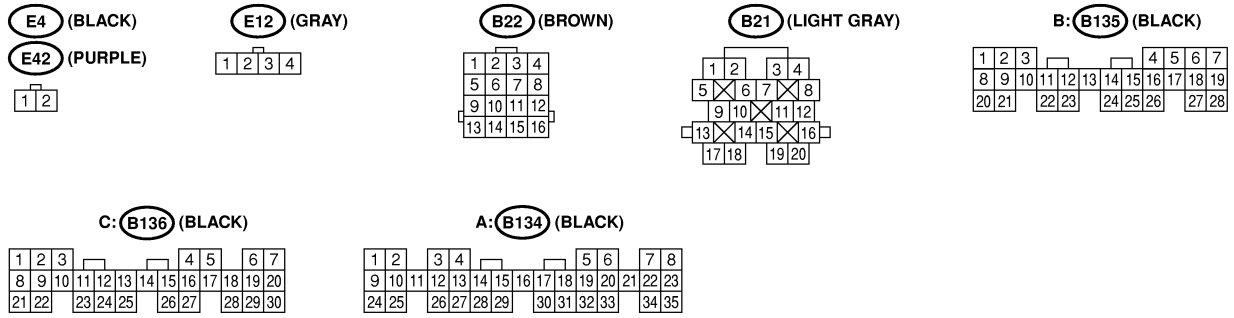 E4 (BLACK)
E42 (PURPLE)
1 2
E12 (GRAY)
1 2 3 4
B22 (BROWN)
1 2 3 4
5 6 7 8
9 10 11 12
13 14 15 16
B21 (LIGHT GRAY)
1 2 3 4
5 6 7 8
9 10 11 12
13 14 15 16
17 18 19 20
B: B135 (BLACK)
1 2 3 4 5 6 7
8 9 10 11 12 13 14 15 16 17 18 19
20 21 22 23 24 25 26 27 28
C: B136 (BLACK)
1 2 3 4 5 6 7
8 9 10 11 12 13 14 15 16 17 18 19 20
21 22 23 24 25 26 27 28 29 30
A: B134 (BLACK)
1 2 3 4 5 6 7 8
9 10 11 12 13 14 15 16 17 18 19 20 21 22 23
24 25 26 27 28 29 30 31 32 33 34 35